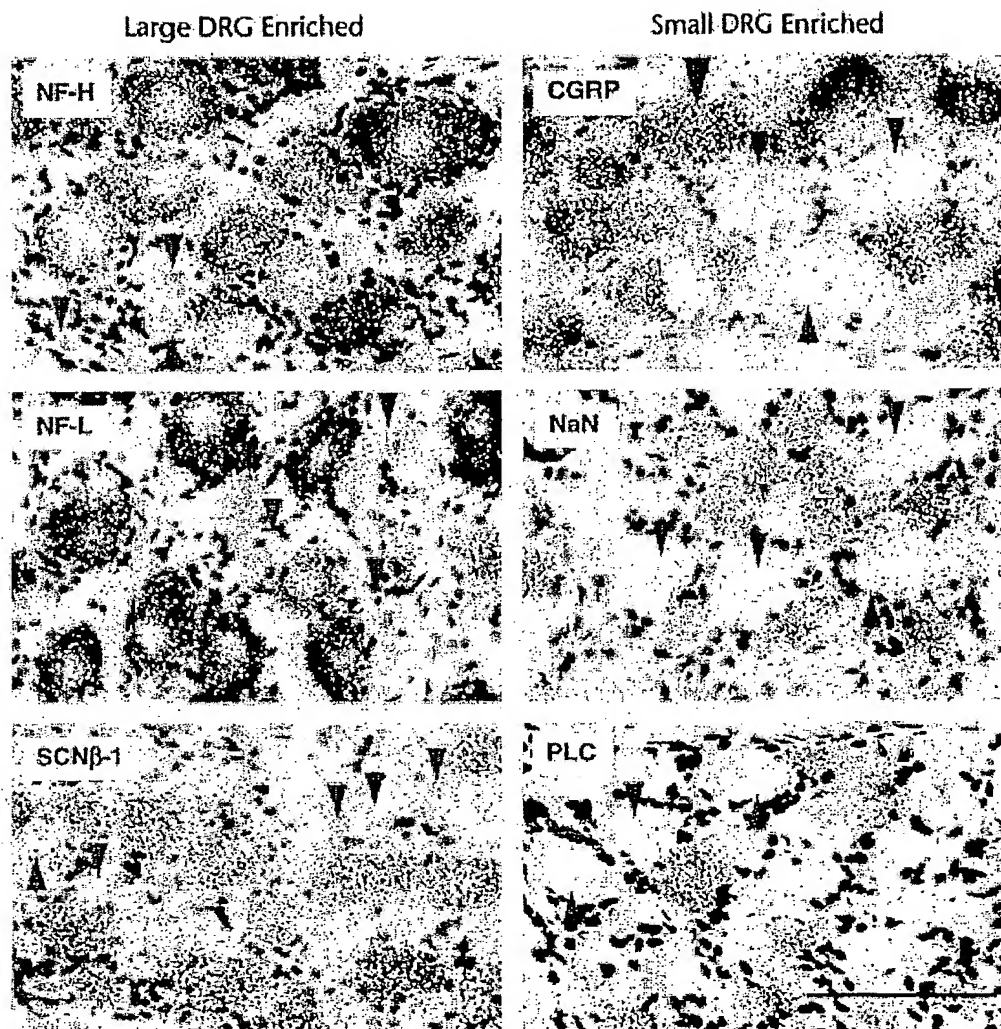 Large DRG Enriched
Small DRG Enriched
NF-H
CGRP
NF-L
NaN
SCNβ-1
PLC